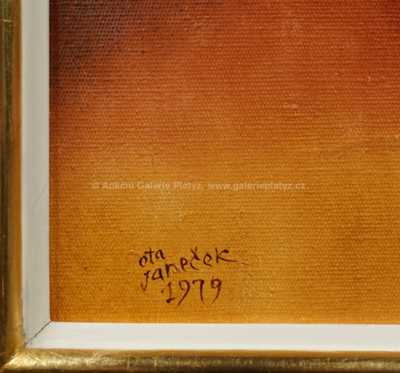 © Aukční Galerie Platýz, www.galerieplatyz.cz
ota
Janeček
1979